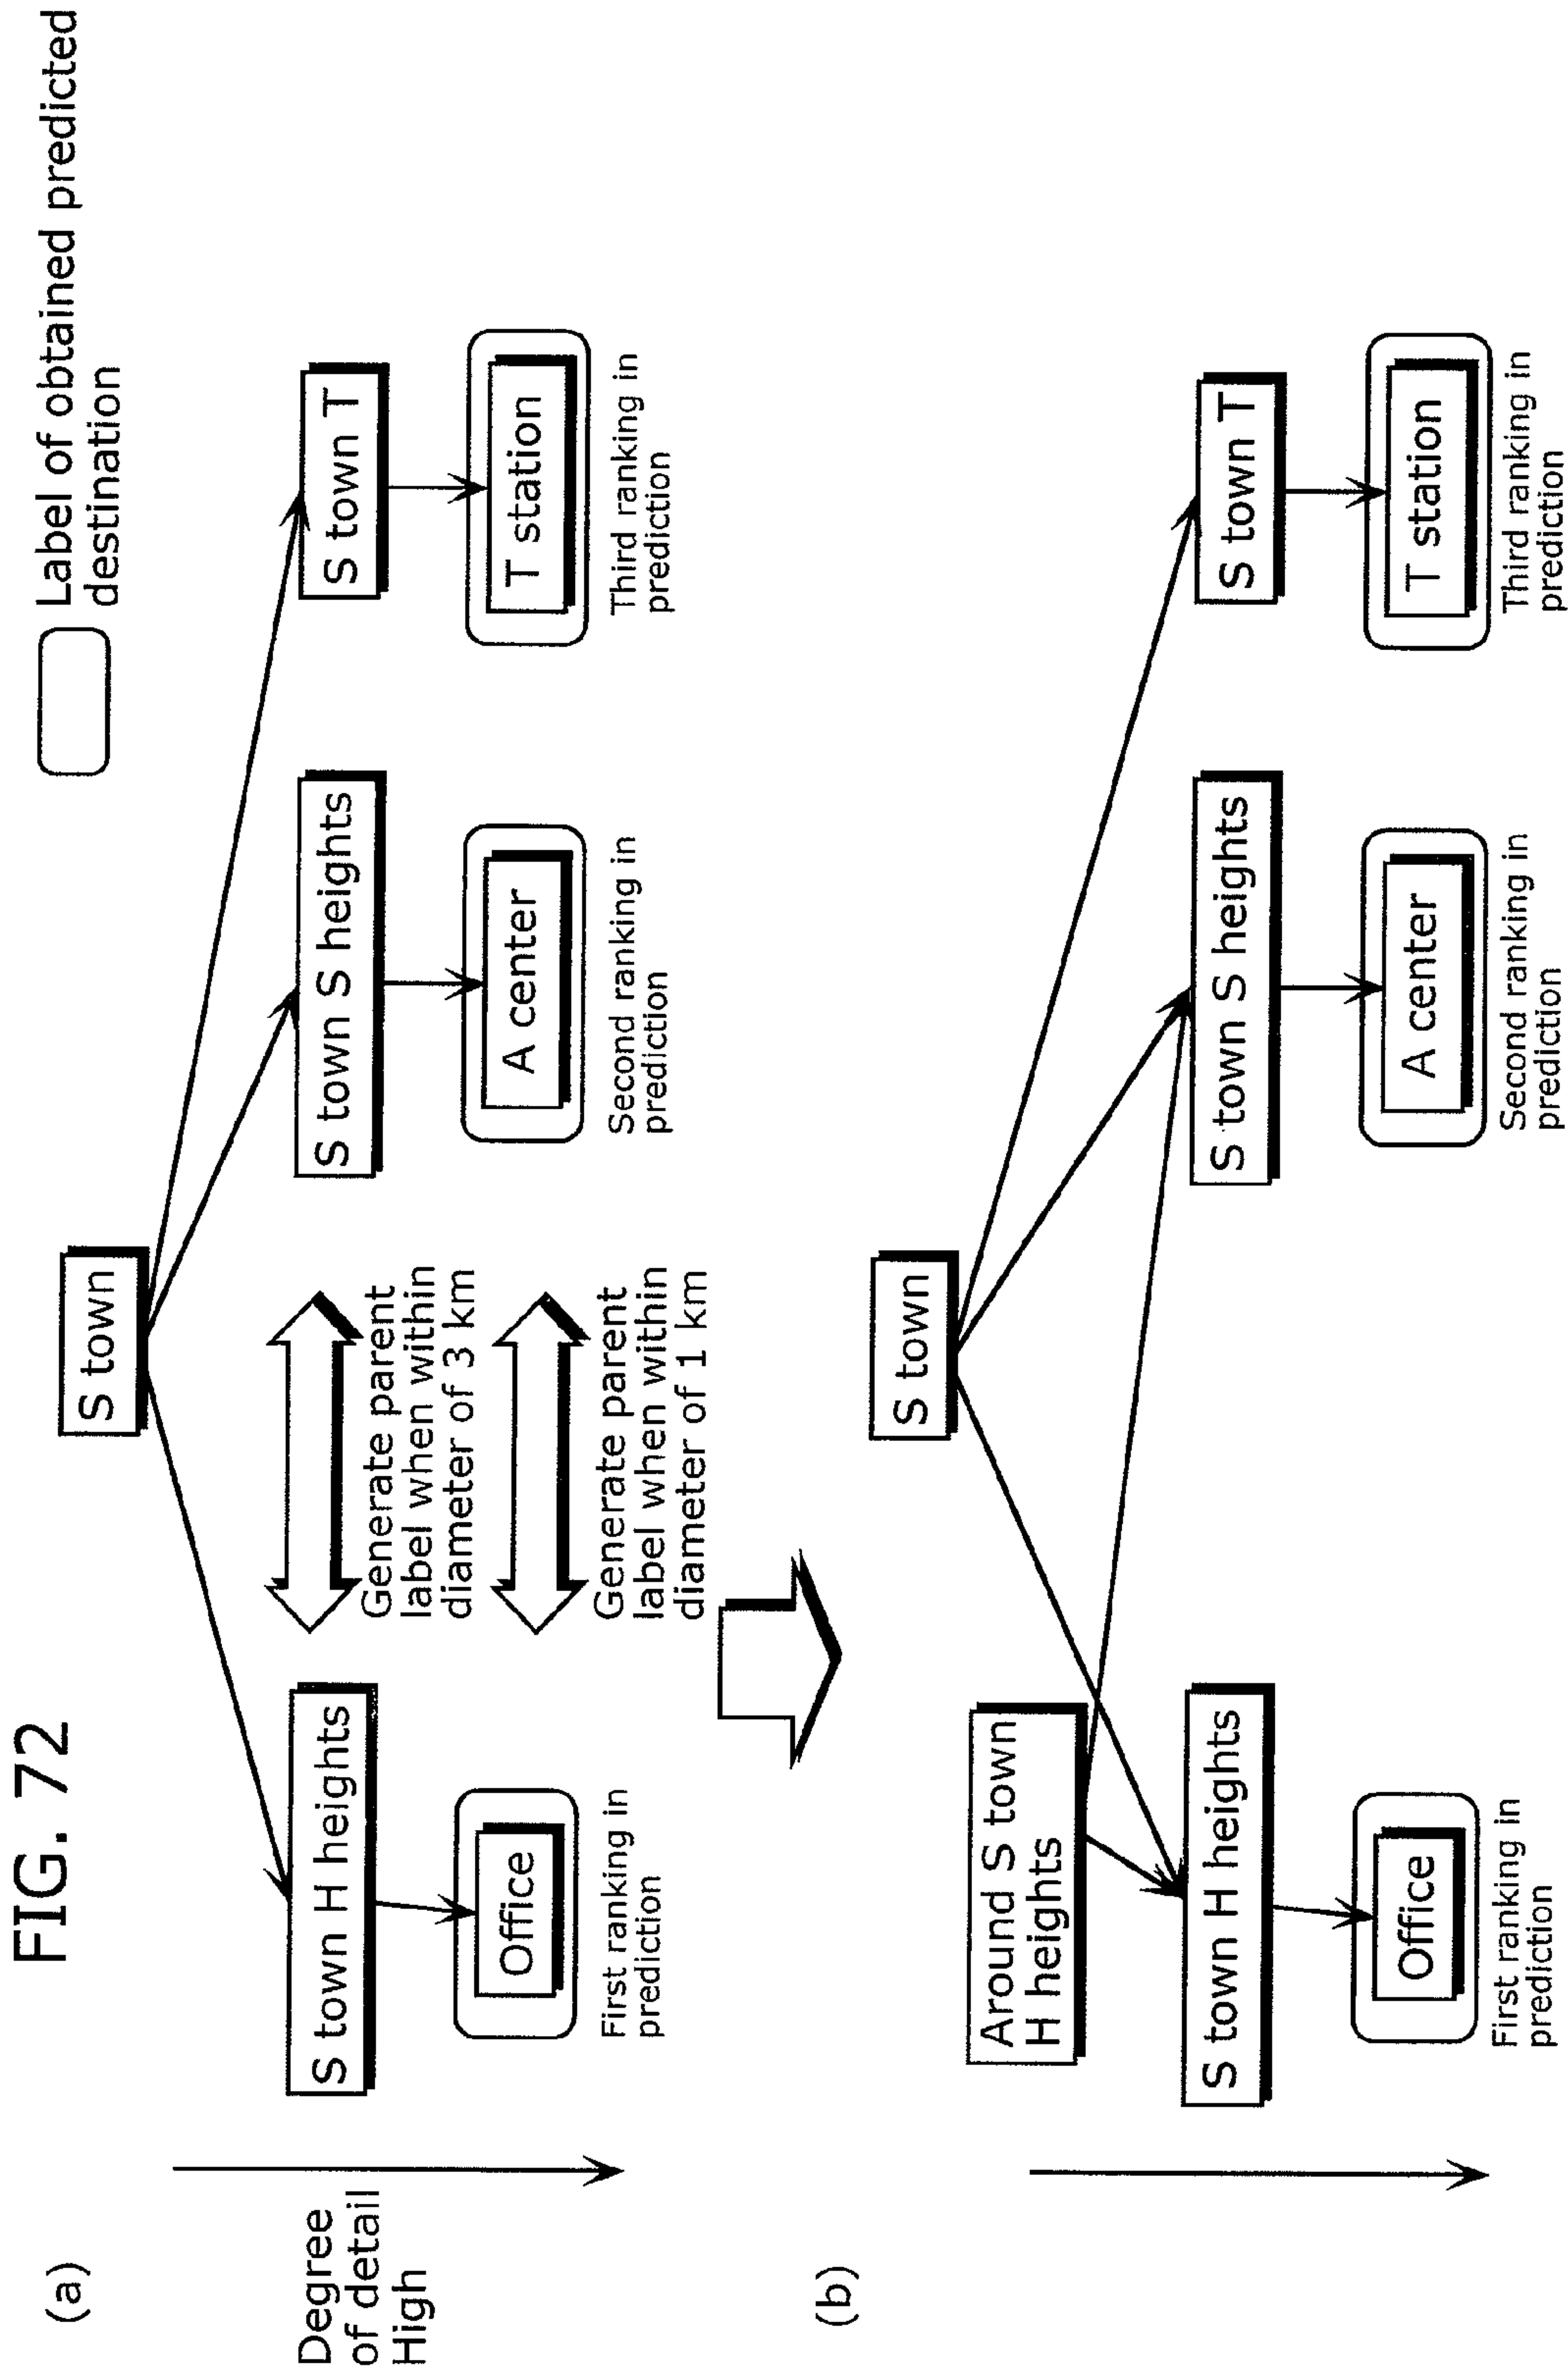 FIG. 72
Label of obtained predicted
destination
(a)
S town
Degree
of detail
High
S town H heights
S town S heights
S town T
Generate parent
label when within
diameter of 3 km
Office
A center
T station
Generate parent
label when within
diameter of 1 km
First ranking in
prediction
Second ranking in
prediction
Third ranking in
prediction
(b)
S town
Around S town
H heights
S town H heights
S town S heights
S town T
Office
A center
T station
First ranking in
prediction
Second ranking in
prediction
Third ranking in
prediction